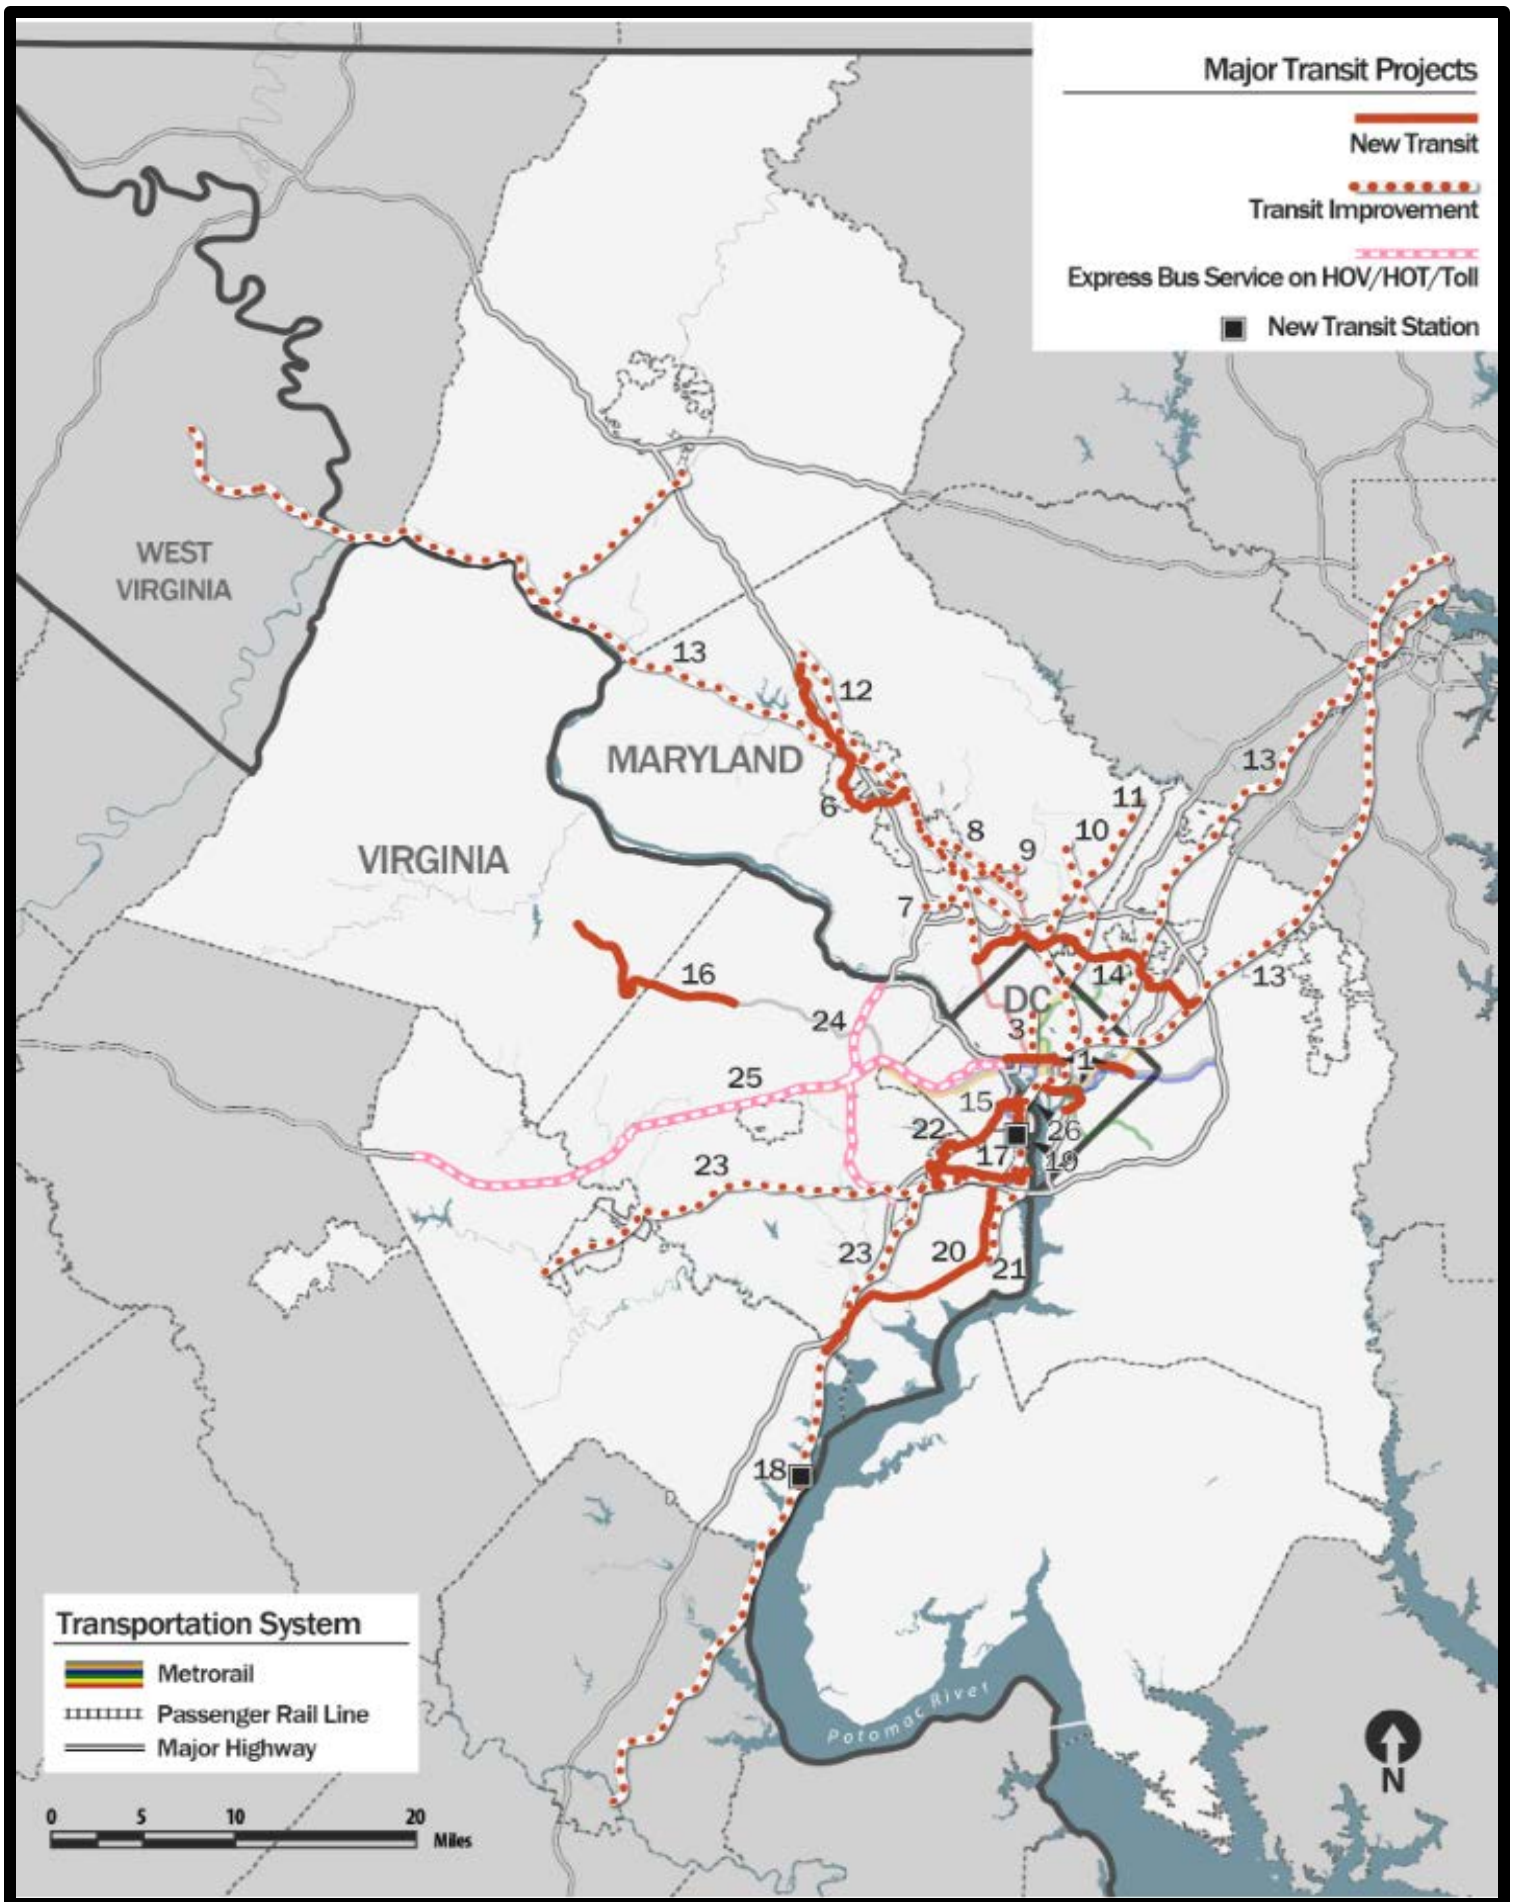 Major Transit Projects
New Transit
Transit Improvement
Express Bus Service on HOV/HOT/Toll
New Transit Station
WEST
VIRGINIA
13
12
MARYLAND
13
6
11
8
10
9
VIRGINIA
7
16
14
13
DC
24
3
1
25
15
22
26
17
19
23
23
20
21
18
Transportation System
Metrorail
Passenger Rail Line
Major Highway
Potomac River
N
0 5 10 20
Miles